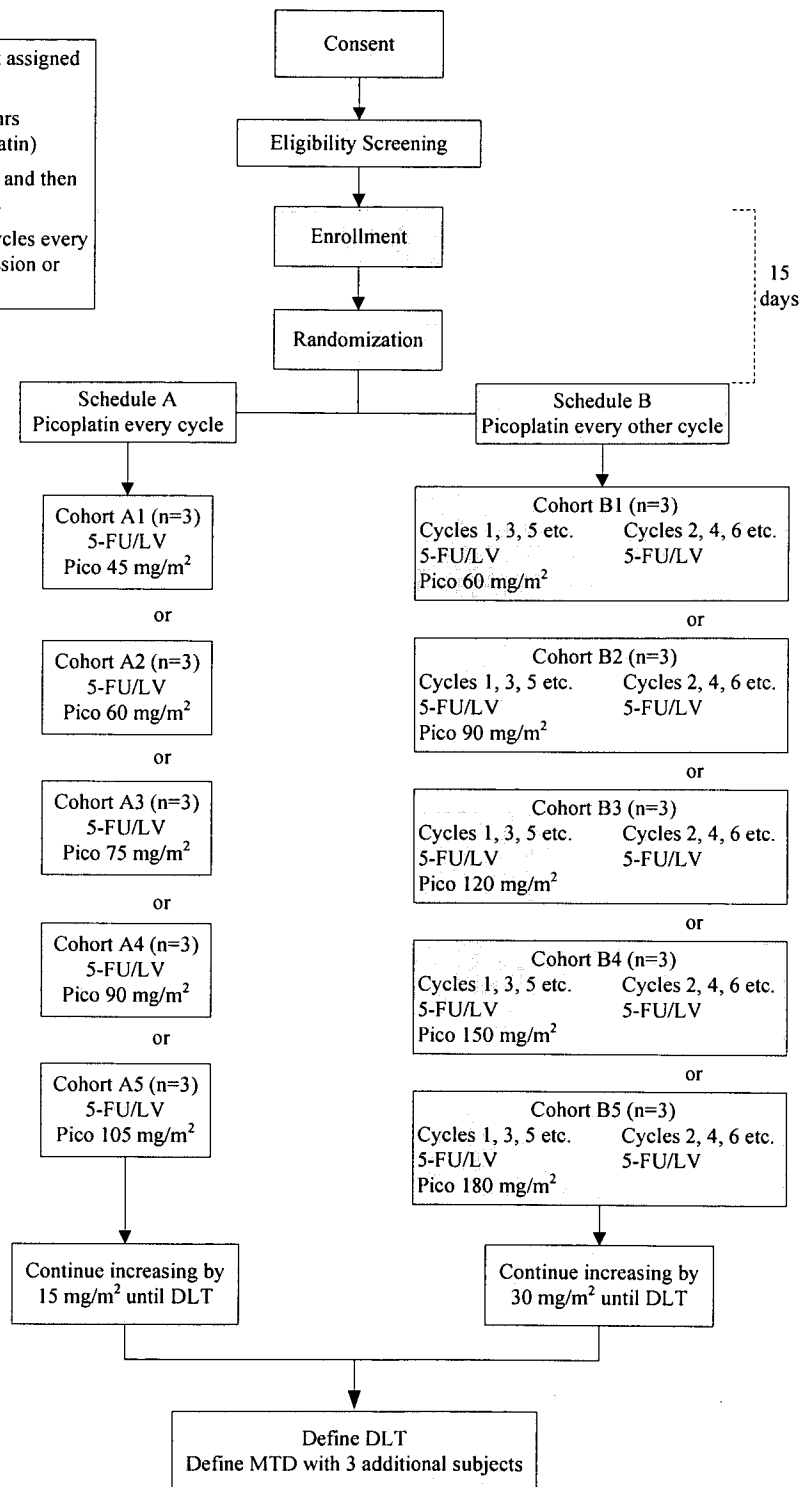 assigned
hrs
atin)
and then
cles every
sion or
Consent
Eligibility Screening
Enrollment
Randomization
15
days
Schedule A
Picoplatin every cycle
Schedule B
Picoplatin every other cycle
Cohort A1 (n=3)
5-FU/LV
Pico 45 mg/m²
or
Cohort A2 (n=3)
5-FU/LV
Pico 60 mg/m²
or
Cohort A3 (n=3)
5-FU/LV
Pico 75 mg/m²
or
Cohort A4 (n=3)
5-FU/LV
Pico 90 mg/m²
or
Cohort A5 (n=3)
5-FU/LV
Pico 105 mg/m²
Continue increasing by
15 mg/m² until DLT
Cohort B1 (n=3)
Cycles 1, 3, 5 etc. Cycles 2, 4, 6 etc.
5-FU/LV 5-FU/LV
Pico 60 mg/m²
or
Cohort B2 (n=3)
Cycles 1, 3, 5 etc. Cycles 2, 4, 6 etc.
5-FU/LV 5-FU/LV
Pico 90 mg/m²
or
Cohort B3 (n=3)
Cycles 1, 3, 5 etc. Cycles 2, 4, 6 etc.
5-FU/LV 5-FU/LV
Pico 120 mg/m²
or
Cohort B4 (n=3)
Cycles 1, 3, 5 etc. Cycles 2, 4, 6 etc.
5-FU/LV 5-FU/LV
Pico 150 mg/m²
or
Cohort B5 (n=3)
Cycles 1, 3, 5 etc. Cycles 2, 4, 6 etc.
5-FU/LV 5-FU/LV
Pico 180 mg/m²
Continue increasing by
30 mg/m² until DLT
Define DLT
Define MTD with 3 additional subjects